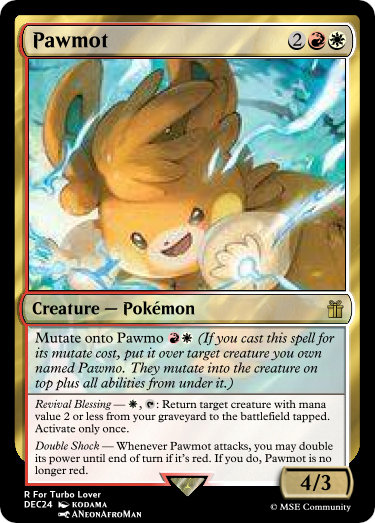 Pawmot 2
Creature — Pokémon
Mutate onto Pawmo (If you cast this spell for
its mutate cost, put it over target creature you own
named Pawmo. They mutate into the creature on
top plus all abilities from under it.)
Revival Blessing — , : Return target creature with mana
value 2 or less from your graveyard to the battlefield tapped.
Activate only once.
Double Shock — Whenever Pawmot attacks, you may double
its power until end of turn if it's red. If you do, Pawmot is no
longer red.
4/3
R For Turbo Lover
DEC24 KODAMA
ANeonAfroMan
© MSE Community